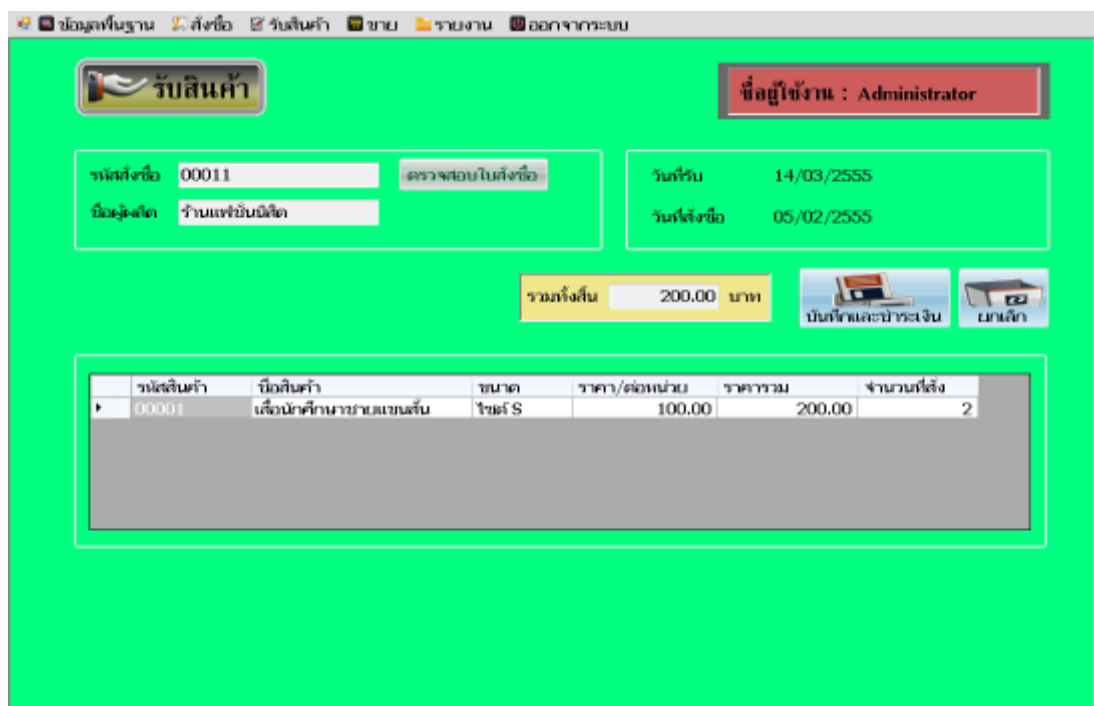 ข้อมูลพื้นฐาน สั่งซื้อ รับสินค้า ขาย รายงาน ออกจากระบบ
รับสินค้า
ชื่อผู้ใช้งาน : Administrator
รหัสสั่งซื้อ 00011 ตรวจสอบใบสั่งซื้อ
ชื่อผู้ผลิต ร้านแฟชั่นนิสิต
วันที่รับ 14/03/2555
วันที่สั่งซื้อ 05/02/2555
รวมทั้งสิ้น 200.00 บาท
บันทึกและชำระเงิน
ยกเลิก
รหัสสินค้า ชื่อสินค้า ขนาด ราคา/ต่อหน่วย ราคารวม จำนวนที่สั่ง
00001 เสื้อนักศึกษาชายแขนสั้น ไซส์ S 100.00 200.00 2